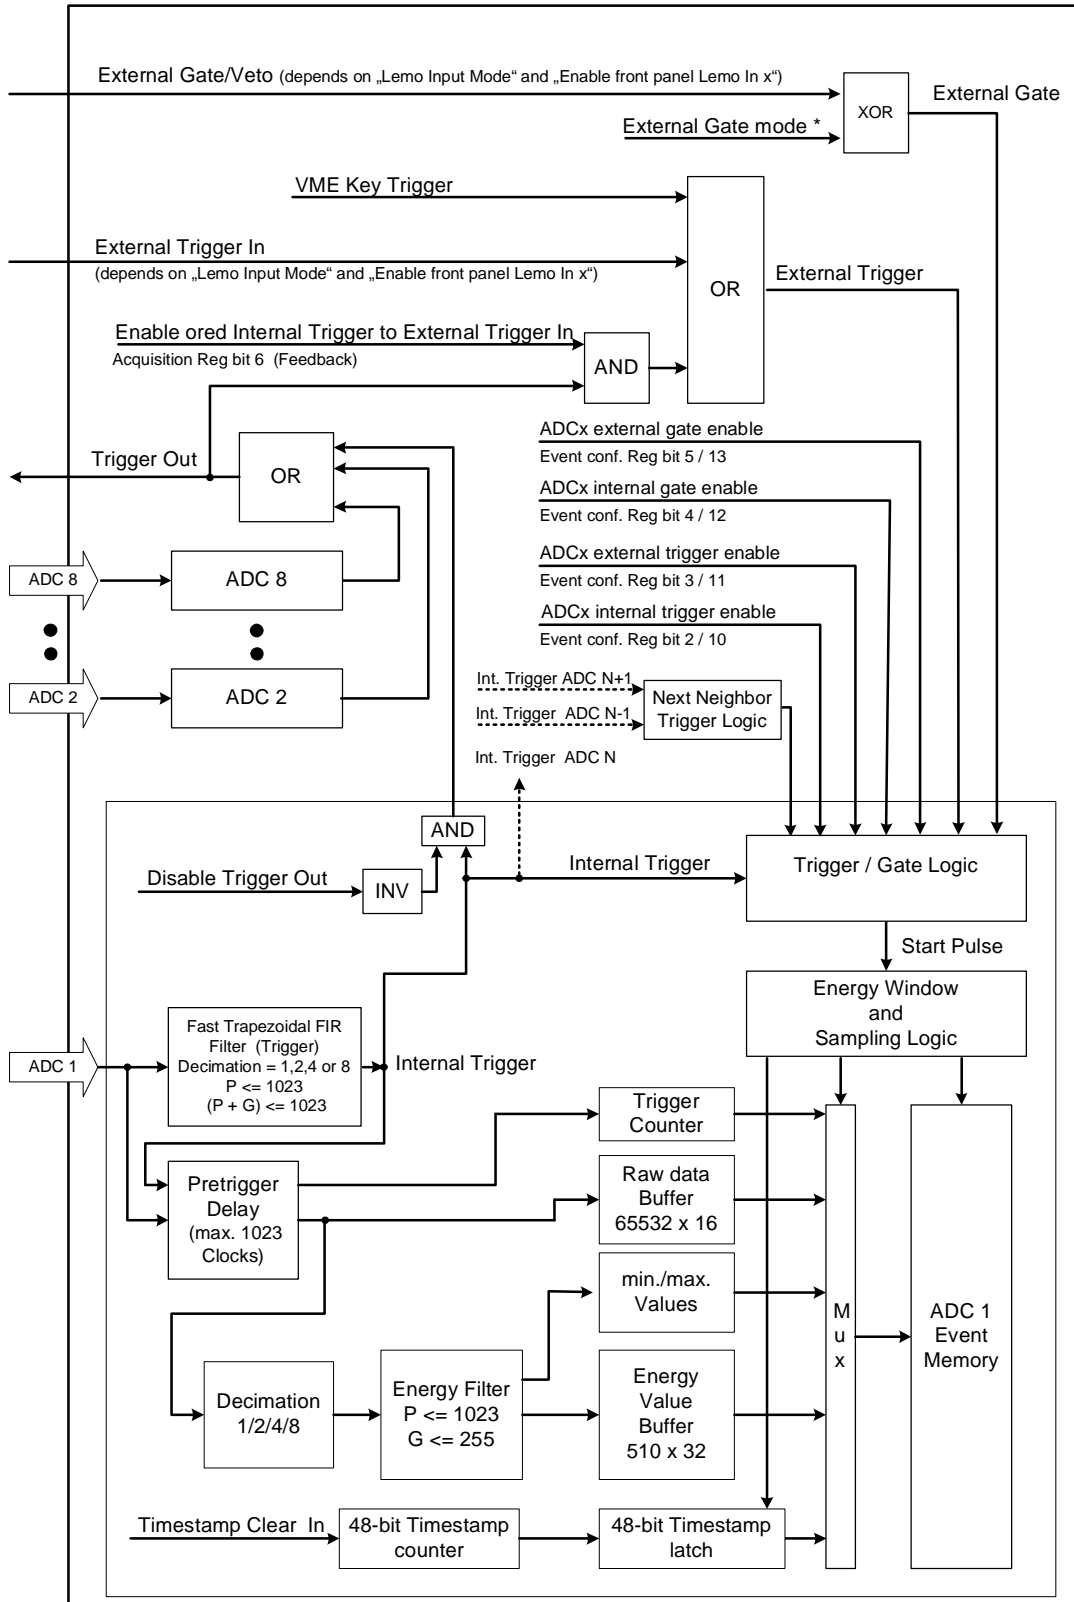 External Gate/Veto (depends on „Lemo Input Mode“ and „Enable front panel Lemo In x“)
External Gate
XOR
External Gate mode *
VME Key Trigger
External Trigger In
(depends on „Lemo Input Mode“ and „Enable front panel Lemo In x“)
OR
External Trigger
Enable ored Internal Trigger to External Trigger In
Acquisition Reg bit 6 (Feedback)
AND
Trigger Out
OR
ADCx external gate enable
Event conf. Reg bit 5 / 13
ADCx internal gate enable
Event conf. Reg bit 4 / 12
ADCx external trigger enable
Event conf. Reg bit 3 / 11
ADCx internal trigger enable
Event conf. Reg bit 2 / 10
ADC 8
ADC 8
ADC 2
ADC 2
Int. Trigger ADC N+1
Int. Trigger ADC N-1
Next Neighbor
Trigger Logic
Int. Trigger ADC N
AND
Disable Trigger Out
INV
Internal Trigger
Trigger / Gate Logic
Start Pulse
Energy Window
and
Sampling Logic
ADC 1
Fast Trapezoidal FIR
Filter (Trigger)
Decimation = 1,2,4 or 8
P <= 1023
(P + G) <= 1023
Internal Trigger
Trigger
Counter
Pretrigger
Delay
(max. 1023
Clocks)
Raw data
Buffer
65532 x 16
min./max.
Values
M
u
x
ADC 1
Event
Memory
Decimation
1/2/4/8
Energy Filter
P <= 1023
G <= 255
Energy
Value
Buffer
510 x 32
Timestamp Clear In
48-bit Timestamp
counter
48-bit Timestamp
latch